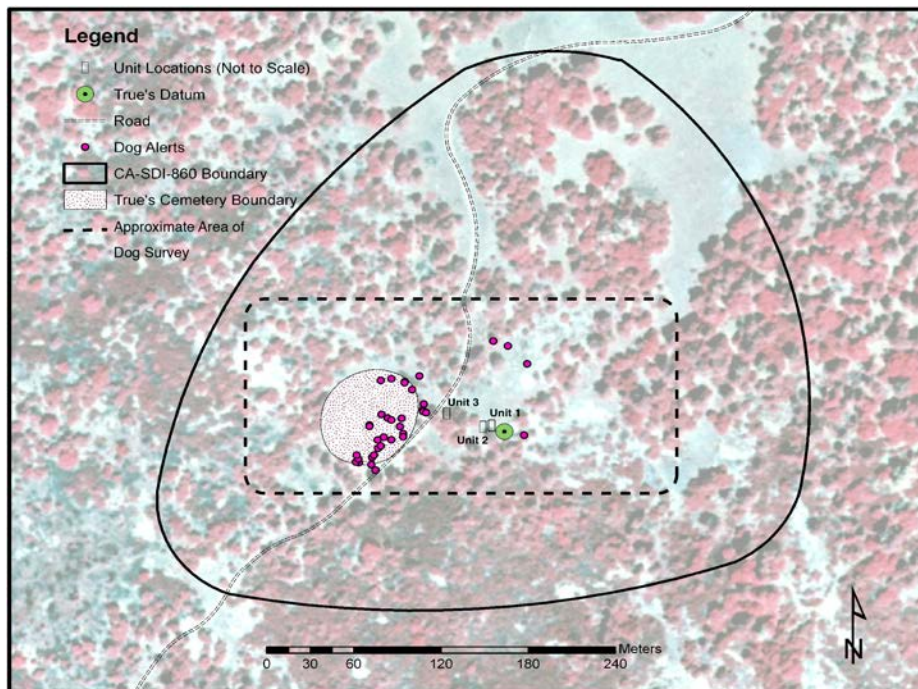 Legend
Unit Locations (Not to Scale)
True's Datum
Road
Dog Alerts
CA-SDI-860 Boundary
True's Cemetery Boundary
Approximate Area of
Dog Survey
Unit 3
Unit 1
Unit 2
N
Meters
0 15 30 60 120 180 240